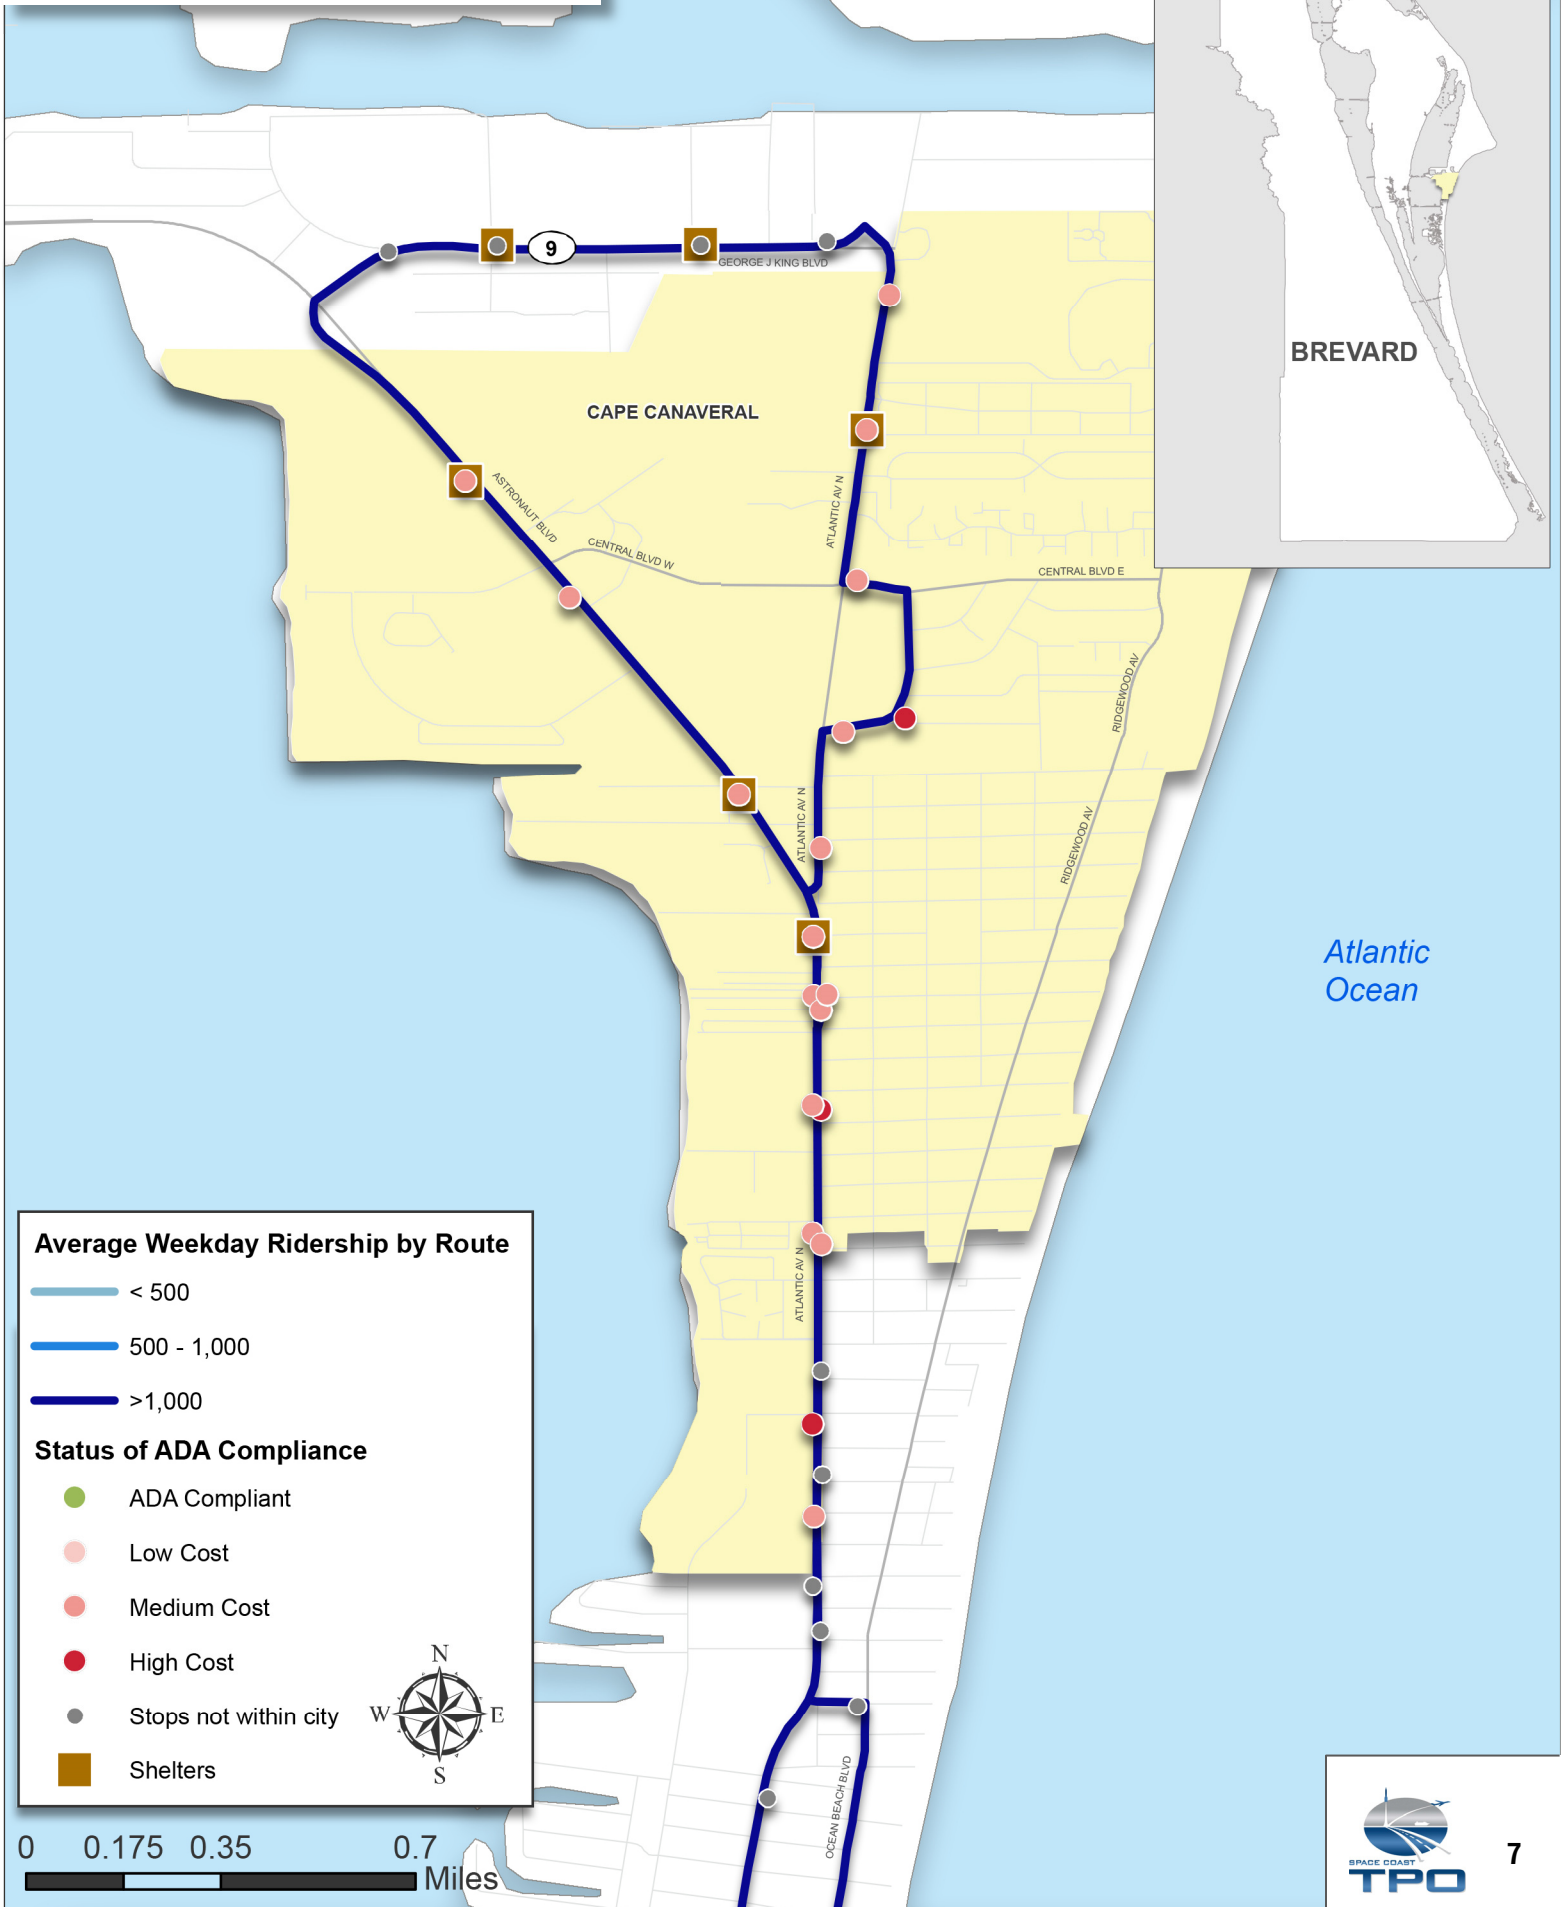 9
GEORGE J KING BLVD
BREVARD
CAPE CANAVERAL
ASTRONAUT BLVD
ATLANTIC AV N
CENTRAL BLVD W
CENTRAL BLVD E
RIDGEWOOD AV
ATLANTIC AV N
RIDGEWOOD AV
Atlantic
Ocean
ATLANTIC AV N
Average Weekday Ridership by Route
< 500
500 - 1,000
>1,000
Status of ADA Compliance
ADA Compliant
Low Cost
Medium Cost
High Cost
Stops not within city
Shelters
N
W
E
S
OCEAN BEACH BLVD
0 0.175 0.35 0.7
Miles
SPACE COAST
TPO
7